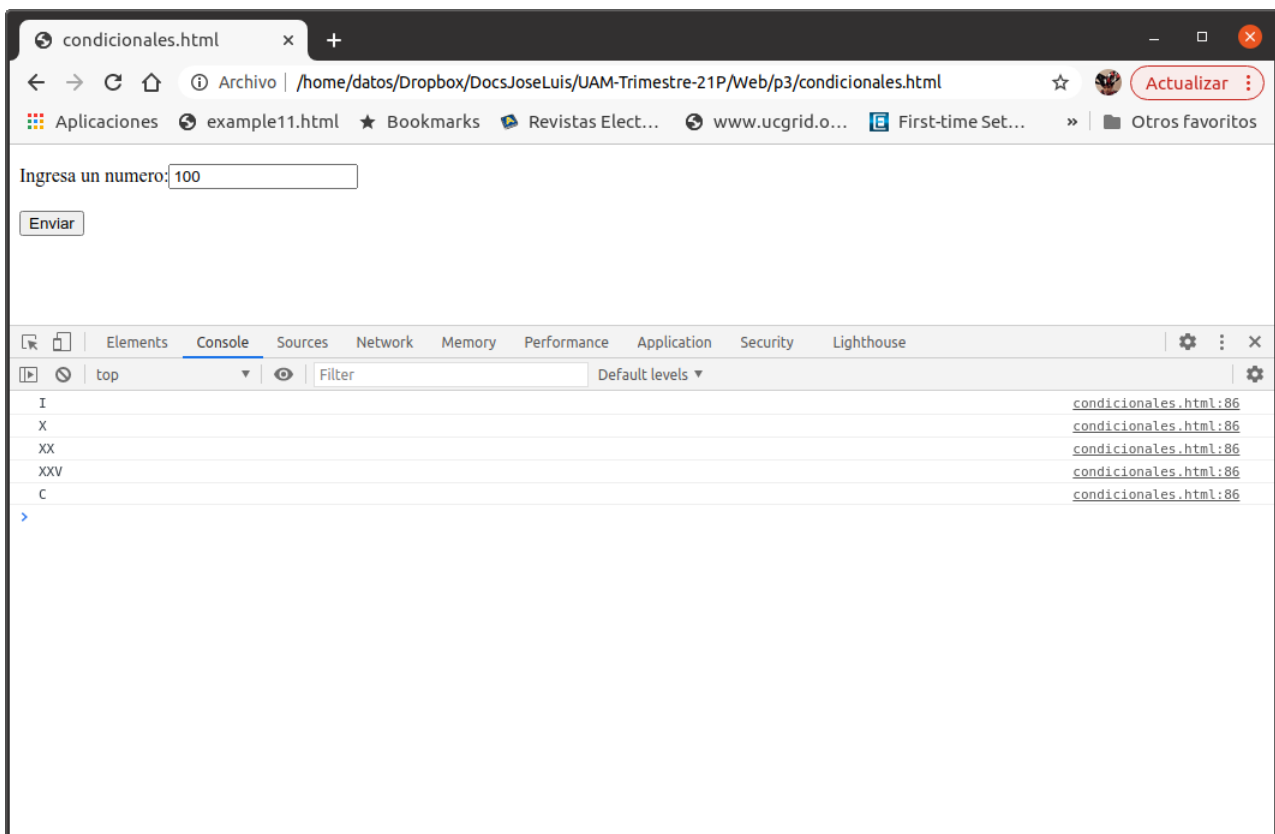 condicionales.html
Archivo | /home/datos/Dropbox/DocsJoseLuis/UAM-Trimestre-21P/Web/p3/condicionales.html Actualizar
Aplicaciones example11.html Bookmarks Revistas Elect... www.ucgrid.o... First-time Set... » Otros favoritos
Ingresa un numero: 100
Enviar
Elements Console Sources Network Memory Performance Application Security Lighthouse
top Filter Default levels
I condicionales.html:86
X condicionales.html:86
XX condicionales.html:86
XXV condicionales.html:86
C condicionales.html:86